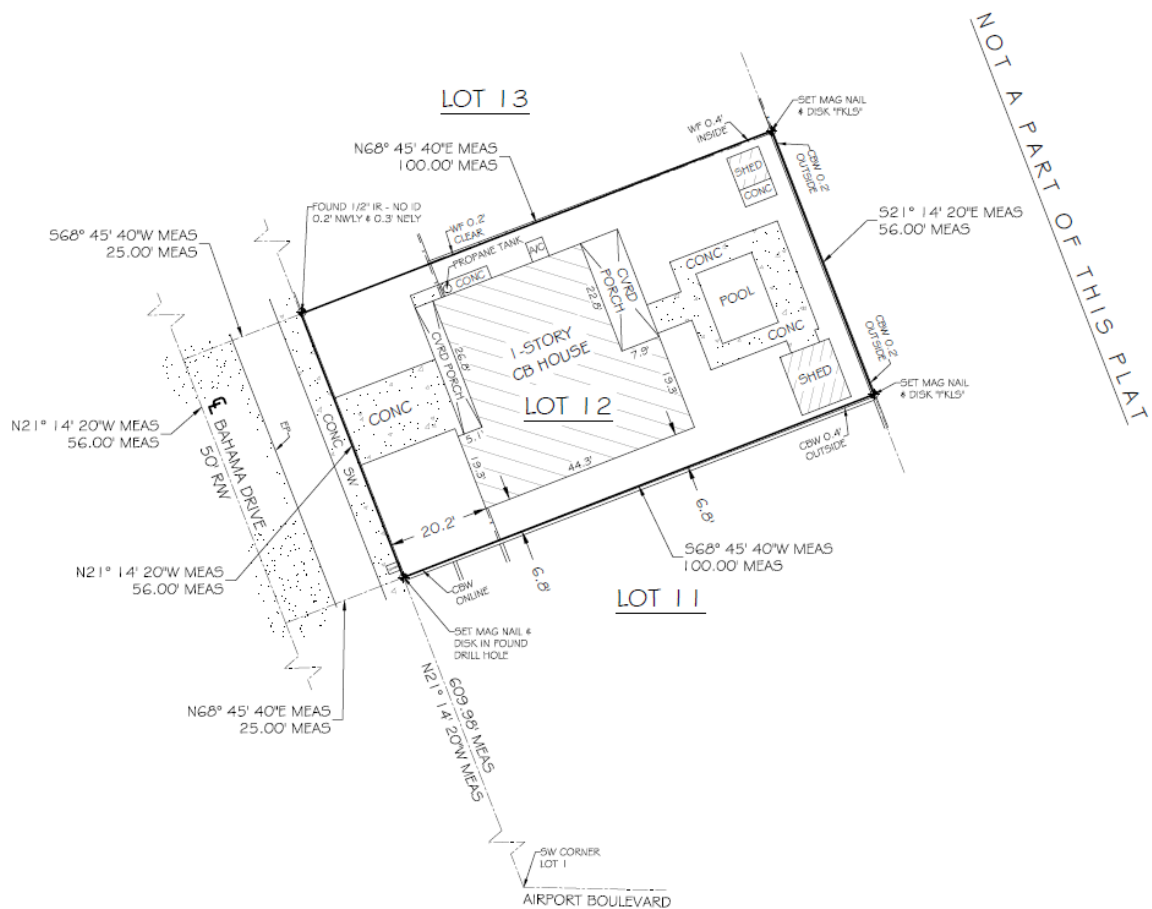 NOT A PART OF THIS PLAT
LOT 13
SET MAG NAIL
& DISK "FKLS"
WF 0.4'
INSIDE
N68° 45' 40"E MEAS
100.00' MEAS
CBW 0.2'
OUTSIDE
SHED
CONC
FOUND 1/2" IR - NO ID
0.2' NWLY & 0.3' NELY
S21° 14' 20"E MEAS
56.00' MEAS
S68° 45' 40"W MEAS
25.00' MEAS
WF 0.2'
CLEAR
PROPANE TANK
A/C
CONC
CVRD
PORCH
22.8'
CONC
POOL
CONC
1-STORY
CB HOUSE
CVRD PORCH
26.8'
7.9'
19.3'
CBW 0.2'
OUTSIDE
SHED
SET MAG NAIL
& DISK "FKLS"
LOT 12
CONC
N21° 14' 20"W MEAS
56.00' MEAS
CL BAHAMA DRIVE
50' R/W
EP
CONC SW
5.1'
19.3'
44.3'
CBW 0.4'
OUTSIDE
20.2'
6.8'
S68° 45' 40"W MEAS
100.00' MEAS
N21° 14' 20"W MEAS
56.00' MEAS
6.8'
CBW
ONLINE
LOT 11
SET MAG NAIL &
DISK IN FOUND
DRILL HOLE
N68° 45' 40"E MEAS
25.00' MEAS
609.98' MEAS
N21° 14' 20"W MEAS
SW CORNER
LOT 1
AIRPORT BOULEVARD